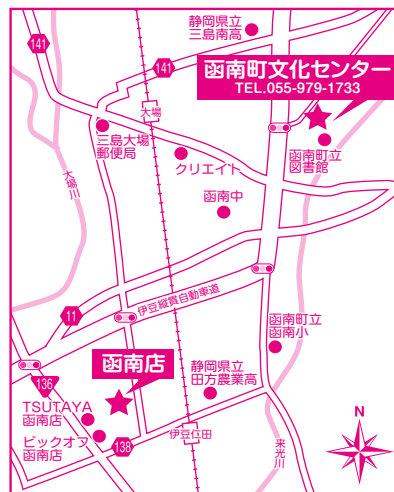 静岡県立
三島南高
141
141
函南町文化センター
TEL.055-979-1733
大場
三島大場
郵便局
クリエイト
函南町立
図書館
大場川
函南中
伊豆縦貫自動車道
11
函南町立
函南小
136
函南店
静岡県立
田方農業高
TSUTAYA
函南店
ビックオフ
函南店
138
伊豆仁田
来光川
N